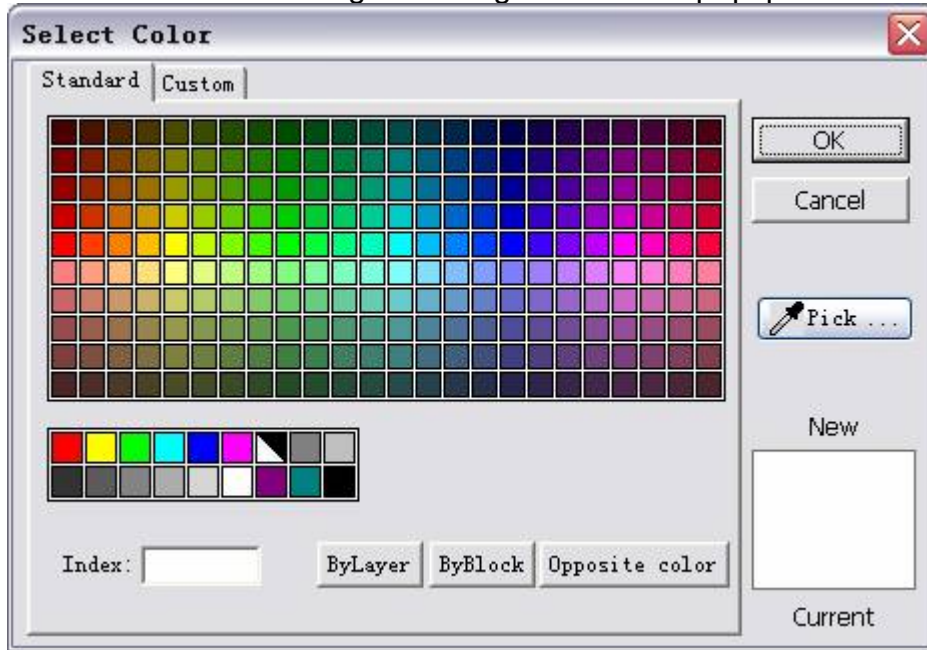 Select Color
Standard
Custom
OK
Cancel
Pick ...
New
Index:
ByLayer
ByBlock
Opposite color
Current